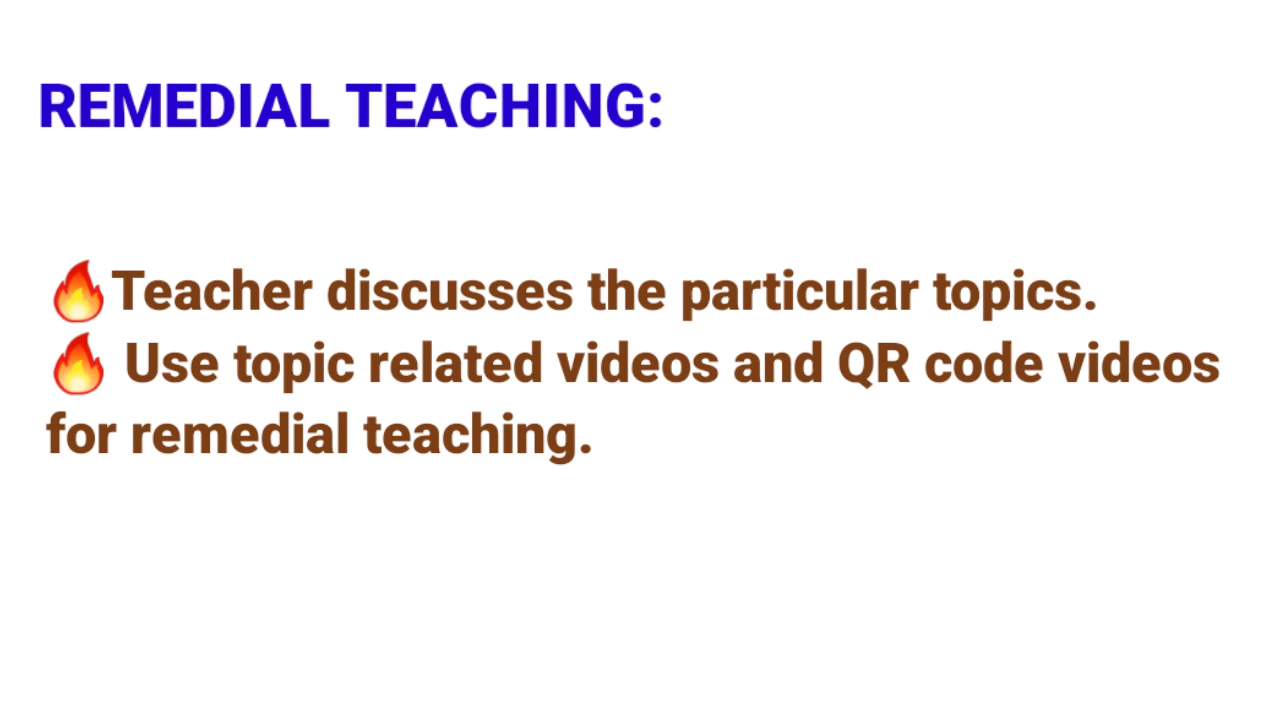 REMEDIAL TEACHING:
🔥Teacher discusses the particular topics.
🔥 Use topic related videos and QR code videos
for remedial teaching.